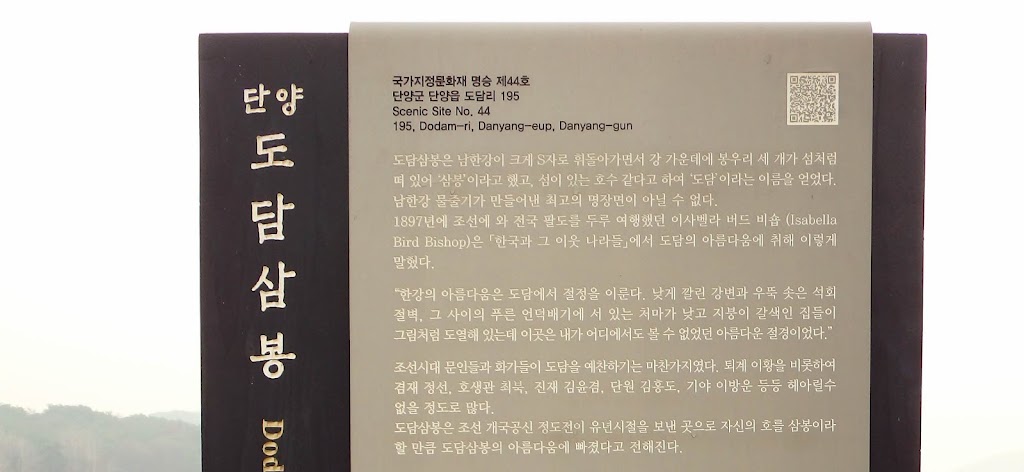 단양
도담삼봉
Dod
국가지정문화재 명승 제44호
단양군 단양읍 도담리 195
Scenic Site No. 44
195, Dodam-ri, Danyang-eup, Danyang-gun
도담삼봉은 남한강이 크게 S자로 휘돌아가면서 강 가운데에 봉우리 세 개가 섬처럼
떠 있어 '삼봉'이라고 했고, 섬이 있는 호수 같다고 하여 '도담'이라는 이름을 얻었다.
남한강 물줄기가 만들어낸 최고의 명장면이 아닐 수 없다.
1897년에 조선에 와 전국 팔도를 두루 여행했던 이사벨라 버드 비숍 (Isabella
Bird Bishop)은 「한국과 그 이웃 나라들」에서 도담의 아름다움에 취해 이렇게
말혔다.
"한강의 아름다움은 도담에서 절정을 이룬다. 낮게 깔린 강변과 우뚝 솟은 석회
절벽, 그 사이의 푸른 언덕배기에 서 있는 처마가 낮고 지붕이 갈색인 집들이
그림처럼 도열해 있는데 이곳은 내가 어디에서도 볼 수 없었던 아름다운 절경이었다."
조선시대 문인들과 화가들이 도담을 예찬하기는 마찬가지였다. 퇴계 이황을 비롯하여
겸재 정선, 호생관 최북, 진재 김윤겸, 단원 김홍도, 기야 이방운 등등 헤아릴수
없을 정도로 많다.
도담삼봉은 조선 개국공신 정도전이 유년시절을 보낸 곳으로 자신의 호를 삼봉이라
할 만큼 도담삼봉의 아름다움에 빠졌다고 전해진다.